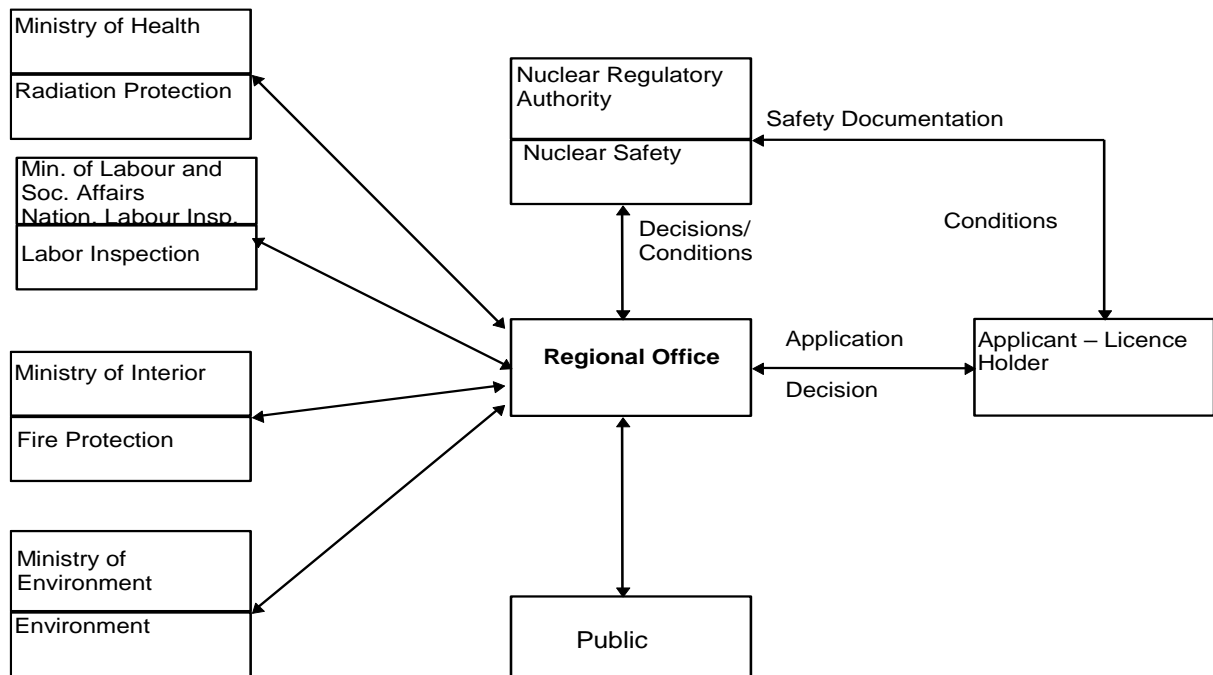 Ministry of Health
Radiation Protection
Min. of Labour and
Soc. Affairs
Nation. Labour Insp.
Labor Inspection
Ministry of Interior
Fire Protection
Ministry of
Environment
Environment
Nuclear Regulatory
Authority
Nuclear Safety
Decisions/
Conditions
Regional Office
Public
Safety Documentation
Conditions
Application
Decision
Applicant – Licence
Holder